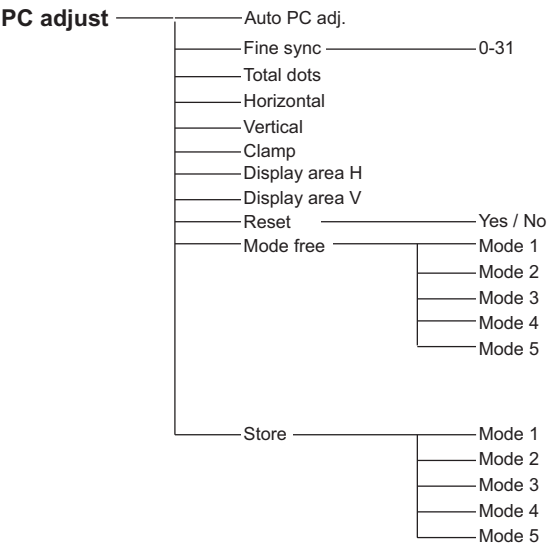 PC adjust Auto PC adj.
Fine sync 0-31
Total dots
Horizontal
Vertical
Clamp
Display area H
Display area V
Reset Yes / No
Mode free Mode 1
Mode 2
Mode 3
Mode 4
Mode 5
Store Mode 1
Mode 2
Mode 3
Mode 4
Mode 5